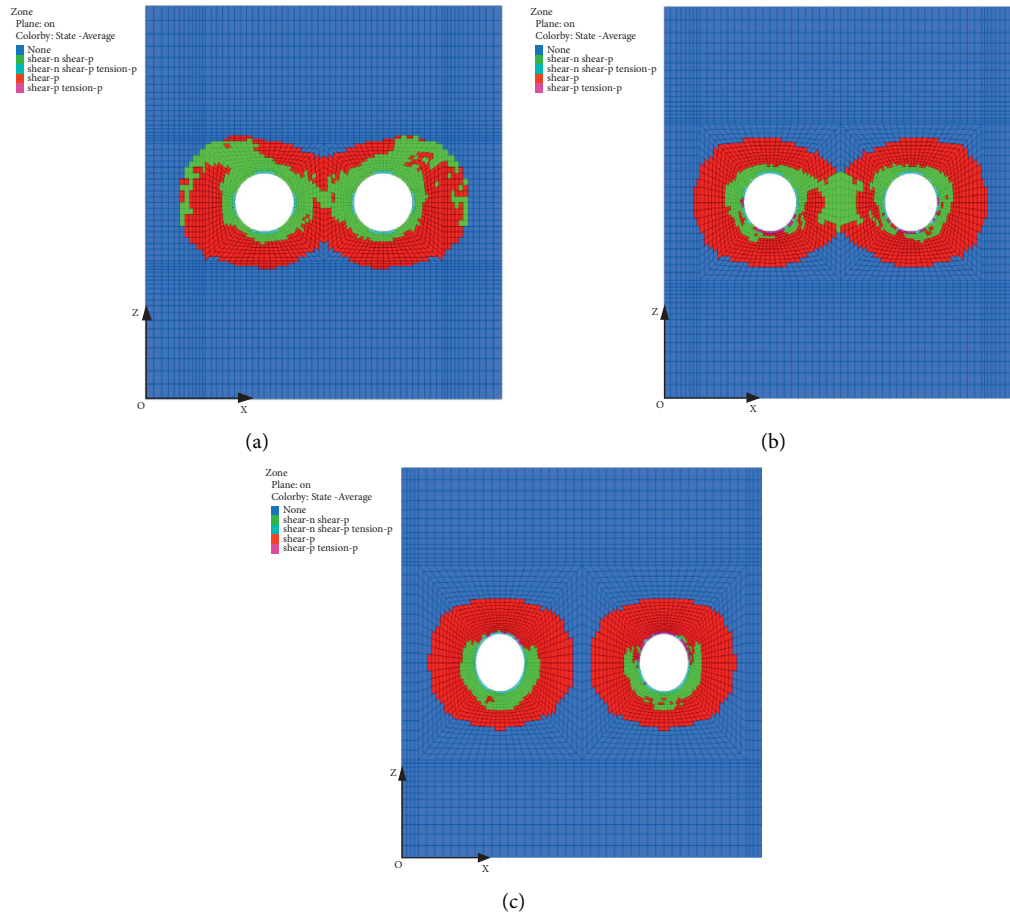 Zone
Plane: on
Colorby: State -Average
None
shear-n shear-p
shear-n shear-p tension-p
shear-p
shear-p tension-p
Z
O
X
(a)
Zone
Plane: on
Colorby: State -Average
None
shear-n shear-p
shear-n shear-p tension-p
shear-p
shear-p tension-p
Z
O
X
(b)
Zone
Plane: on
Colorby: State -Average
None
shear-n shear-p
shear-n shear-p tension-p
shear-p
shear-p tension-p
Z
O
X
(c)